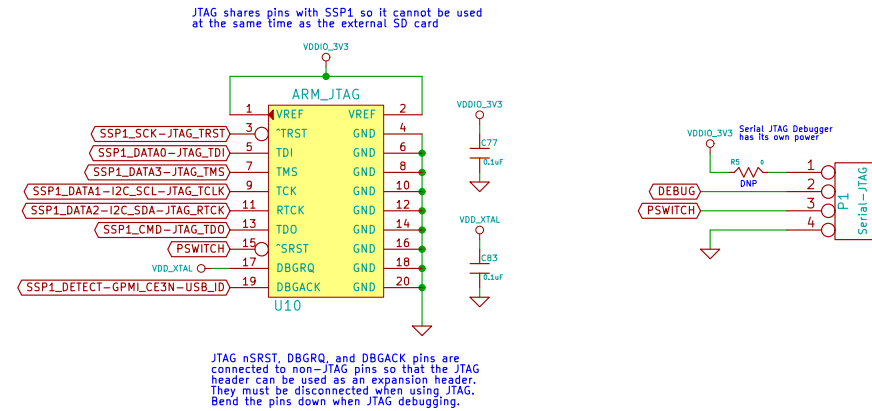 JTAG shares pins with SSP1 so it cannot be used
at the same time as the external SD card
VDDIO_3V3
ARM_JTAG
1 VREF VREF 2
SSP1_SCK-JTAG_TRST 3 ^TRST GND 4
SSP1_DATA0-JTAG_TDI 5 TDI GND 6
SSP1_DATA3-JTAG_TMS 7 TMS GND 8
SSP1_DATA1-I2C_SCL-JTAG_TCLK 9 TCK GND 10
SSP1_DATA2-I2C_SDA-JTAG_RTCK 11 RTCK GND 12
SSP1_CMD-JTAG_TDO 13 TDO GND 14
PSWITCH 15 ^SRST GND 16
VDD_XTAL 17 DBGRQ GND 18
SSP1_DETECT-GPMI_CE3N-USB_ID 19 DBGACK GND 20
U10
VDDIO_3V3
C77
0.1uF
VDD_XTAL
C83
0.1uF
JTAG nSRST, DBGRQ, and DBGACK pins are
connected to non-JTAG pins so that the JTAG
header can be used as an expansion header.
They must be disconnected when using JTAG.
Bend the pins down when JTAG debugging.
Serial JTAG Debugger
has its own power
VDDIO_3V3
R5 0
DNP
1
DEBUG 2
PSWITCH 3
4
P1
Serial-JTAG